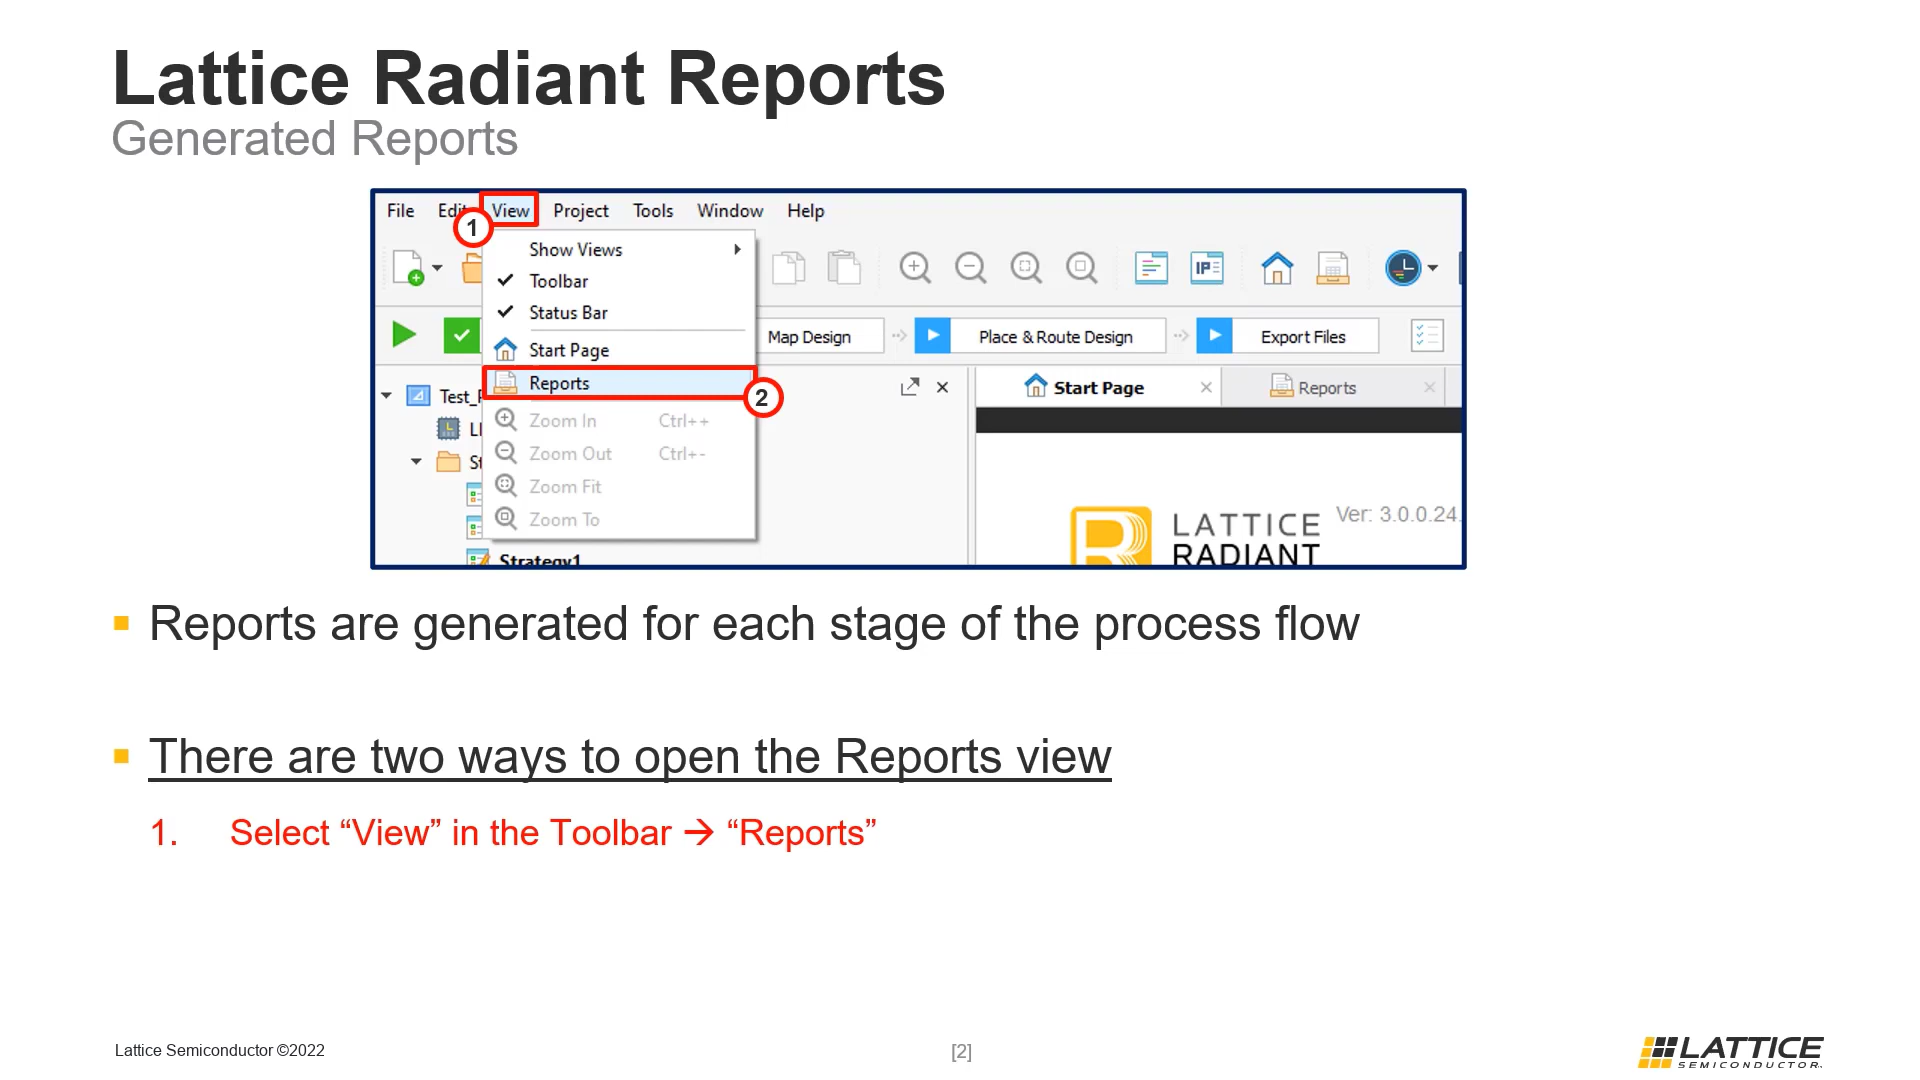 Lattice Radiant Reports
Generated Reports
File Edit View Project Tools Window Help
1
Show Views
Toolbar
Status Bar
Start Page
Reports
2
Zoom In Ctrl++
Zoom Out Ctrl+-
Zoom Fit
Zoom To
IP
Map Design Place & Route Design Export Files
Test_
Start Page Reports
Strategy1
LATTICE
RADIANT
Ver: 3.0.0.24.
Reports are generated for each stage of the process flow
There are two ways to open the Reports view
1. Select “View” in the Toolbar → “Reports”
Lattice Semiconductor ©2022
[2]
LATTICE
SEMICONDUCTOR